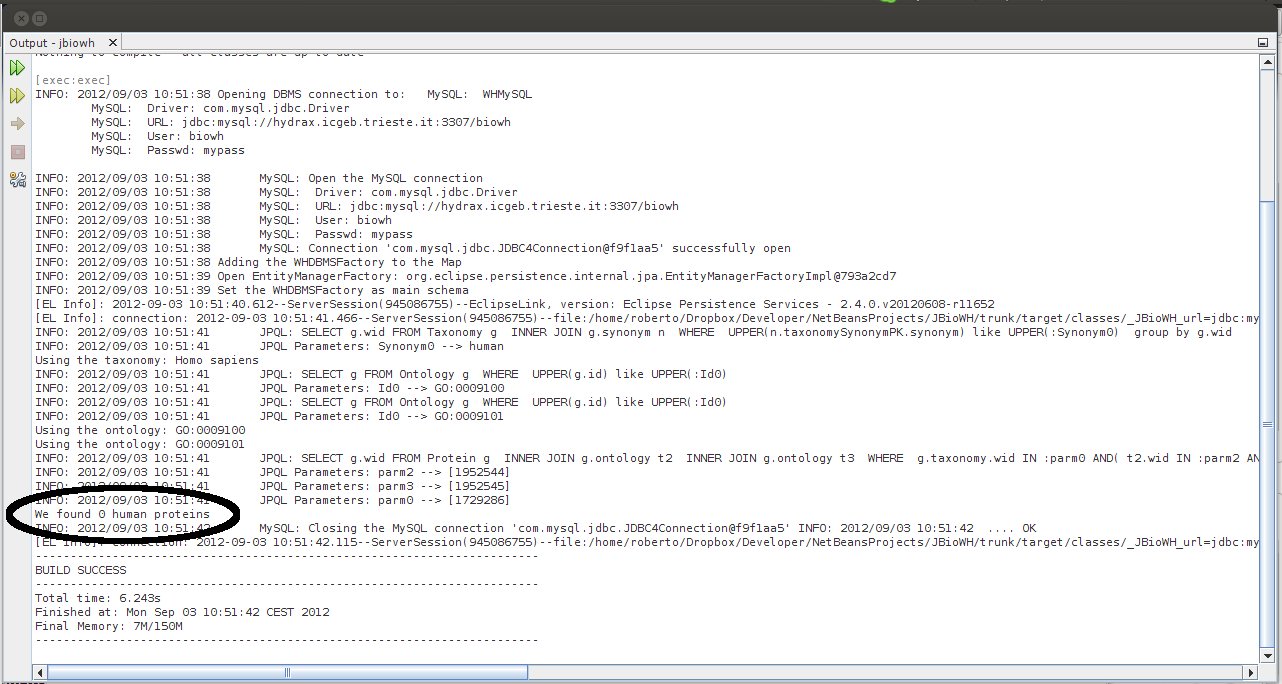 Output - jbiowh
Nothing to compile - all classes are up to date
[exec:exec]
INFO: 2012/09/03 10:51:38 Opening DBMS connection to:   MySQL:  WHMySQL
MySQL:  Driver: com.mysql.jdbc.Driver
MySQL:  URL: jdbc:mysql://hydrax.icgeb.trieste.it:3307/biowh
MySQL:  User: biowh
MySQL:  Passwd: mypass
INFO: 2012/09/03 10:51:38       MySQL: Open the MySQL connection
INFO: 2012/09/03 10:51:38       MySQL:  Driver: com.mysql.jdbc.Driver
INFO: 2012/09/03 10:51:38       MySQL:  URL: jdbc:mysql://hydrax.icgeb.trieste.it:3307/biowh
INFO: 2012/09/03 10:51:38       MySQL:  User: biowh
INFO: 2012/09/03 10:51:38       MySQL:  Passwd: mypass
INFO: 2012/09/03 10:51:38       MySQL: Connection 'com.mysql.jdbc.JDBC4Connection@f9f1aa5' successfully open
INFO: 2012/09/03 10:51:38 Adding the WHDBMSFactory to the Map
INFO: 2012/09/03 10:51:39 Open EntityManagerFactory: org.eclipse.persistence.internal.jpa.EntityManagerFactoryImpl@793a2cd7
INFO: 2012/09/03 10:51:39 Set the WHDBMSFactory as main schema
[EL Info]: 2012-09-03 10:51:40.612--ServerSession(945086755)--EclipseLink, version: Eclipse Persistence Services - 2.4.0.v20120608-r11652
[EL Info]: connection: 2012-09-03 10:51:41.466--ServerSession(945086755)--file:/home/roberto/Dropbox/Developer/NetBeansProjects/JBioWH/trunk/target/classes/_JBioWH_url=jdbc:my
INFO: 2012/09/03 10:51:41       JPQL: SELECT g.wid FROM Taxonomy g  INNER JOIN g.synonym n  WHERE  UPPER(n.taxonomySynonymPK.synonym) like UPPER(:Synonym0)  group by g.wid
INFO: 2012/09/03 10:51:41       JPQL Parameters: Synonym0 --> human
Using the taxonomy: Homo sapiens
INFO: 2012/09/03 10:51:41       JPQL: SELECT g FROM Ontology g  WHERE  UPPER(g.id) like UPPER(:Id0)
INFO: 2012/09/03 10:51:41       JPQL Parameters: Id0 --> GO:0009100
INFO: 2012/09/03 10:51:41       JPQL: SELECT g FROM Ontology g  WHERE  UPPER(g.id) like UPPER(:Id0)
INFO: 2012/09/03 10:51:41       JPQL Parameters: Id0 --> GO:0009101
Using the ontology: GO:0009100
Using the ontology: GO:0009101
INFO: 2012/09/03 10:51:41       JPQL: SELECT g.wid FROM Protein g  INNER JOIN g.ontology t2  INNER JOIN g.ontology t3  WHERE  g.taxonomy.wid IN :parm0 AND( t2.wid IN :parm2 AN
INFO: 2012/09/03 10:51:41       JPQL Parameters: parm2 --> [1952544]
INFO: 2012/09/03 10:51:41       JPQL Parameters: parm3 --> [1952545]
INFO: 2012/09/03 10:51:41       JPQL Parameters: parm0 --> [1729286]
We found 0 human proteins
INFO: 2012/09/03 10:51:42       MySQL: Closing the MySQL connection 'com.mysql.jdbc.JDBC4Connection@f9f1aa5' INFO: 2012/09/03 10:51:42  .... OK
[EL Info]: connection: 2012-09-03 10:51:42.115--ServerSession(945086755)--file:/home/roberto/Dropbox/Developer/NetBeansProjects/JBioWH/trunk/target/classes/_JBioWH_url=jdbc:my
------------------------------------------------------------------------
BUILD SUCCESS
------------------------------------------------------------------------
Total time: 6.243s
Finished at: Mon Sep 03 10:51:42 CEST 2012
Final Memory: 7M/150M
------------------------------------------------------------------------